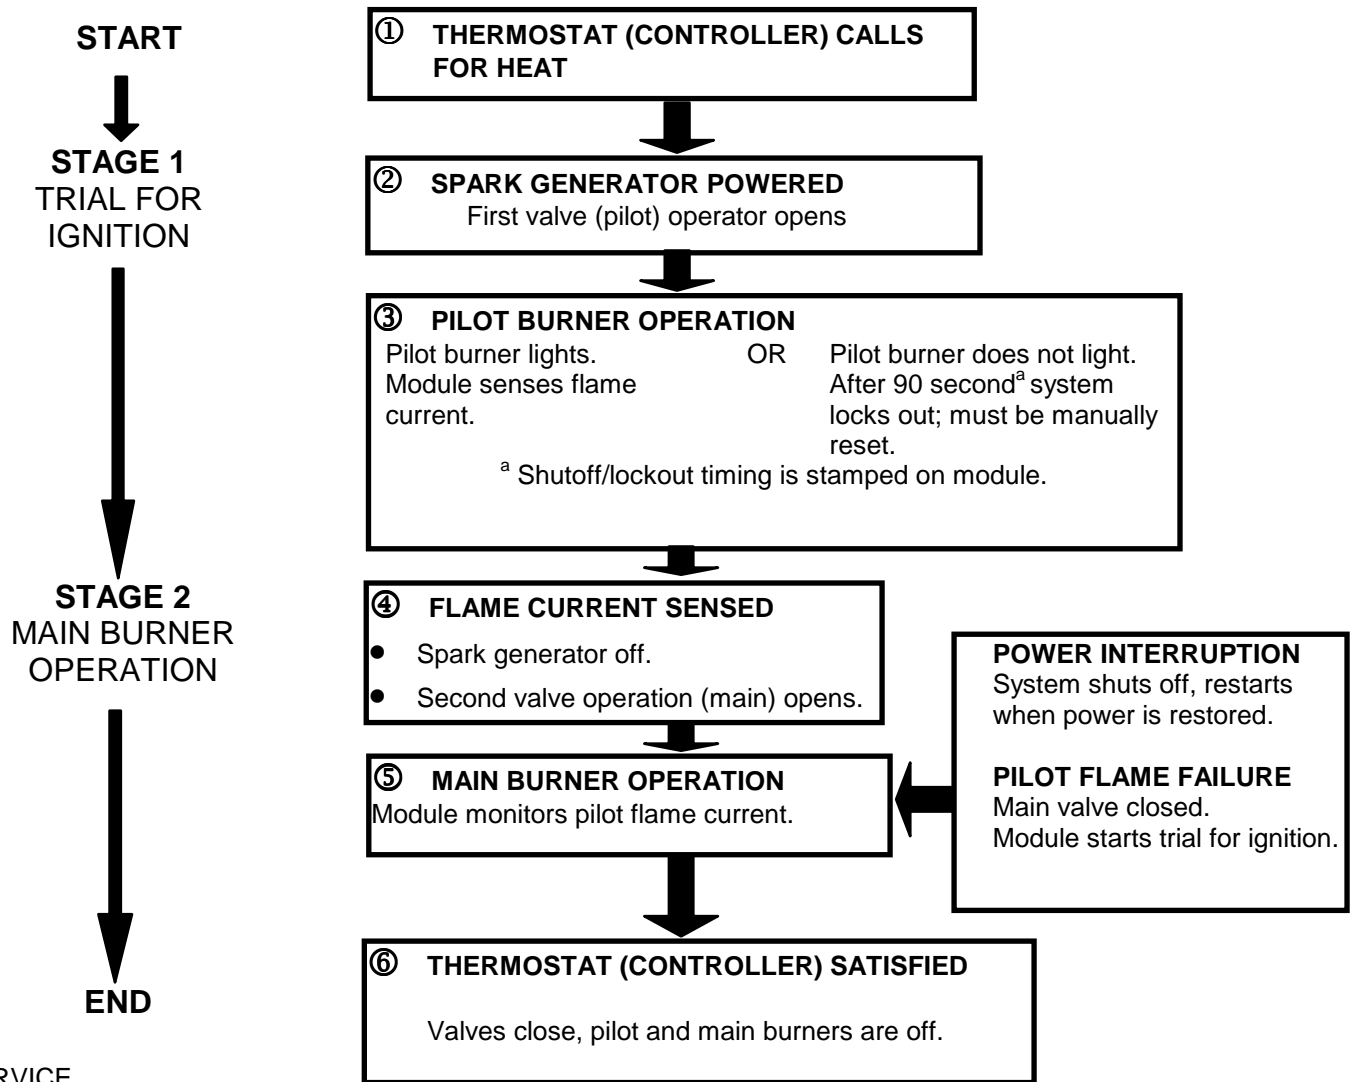 START
STAGE 1
TRIAL FOR
IGNITION
STAGE 2
MAIN BURNER
OPERATION
END
① THERMOSTAT (CONTROLLER) CALLS
FOR HEAT
② SPARK GENERATOR POWERED
First valve (pilot) operator opens
③ PILOT BURNER OPERATION
Pilot burner lights.
Module senses flame
current.
OR
Pilot burner does not light.
After 90 second^a system
locks out; must be manually
reset.
^a Shutoff/lockout timing is stamped on module.
④ FLAME CURRENT SENSED
• Spark generator off.
• Second valve operation (main) opens.
⑤ MAIN BURNER OPERATION
Module monitors pilot flame current.
POWER INTERRUPTION
System shuts off, restarts
when power is restored.
PILOT FLAME FAILURE
Main valve closed.
Module starts trial for ignition.
⑥ THERMOSTAT (CONTROLLER) SATISFIED
Valves close, pilot and main burners are off.